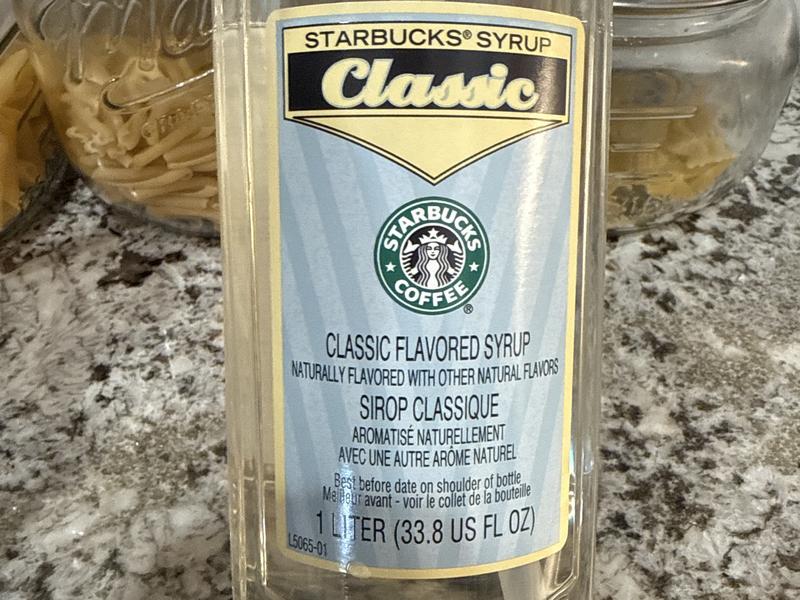 STARBUCKS® SYRUP
Classic
STARBUCKS
COFFEE
®
CLASSIC FLAVORED SYRUP
NATURALLY FLAVORED WITH OTHER NATURAL FLAVORS
SIROP CLASSIQUE
AROMATISÉ NATURELLEMENT
AVEC UNE AUTRE ARÔME NATUREL
Best before date on shoulder of bottle
Meilleur avant - voir le collet de la bouteille
1 LITER (33.8 US FL OZ)
L5065-01